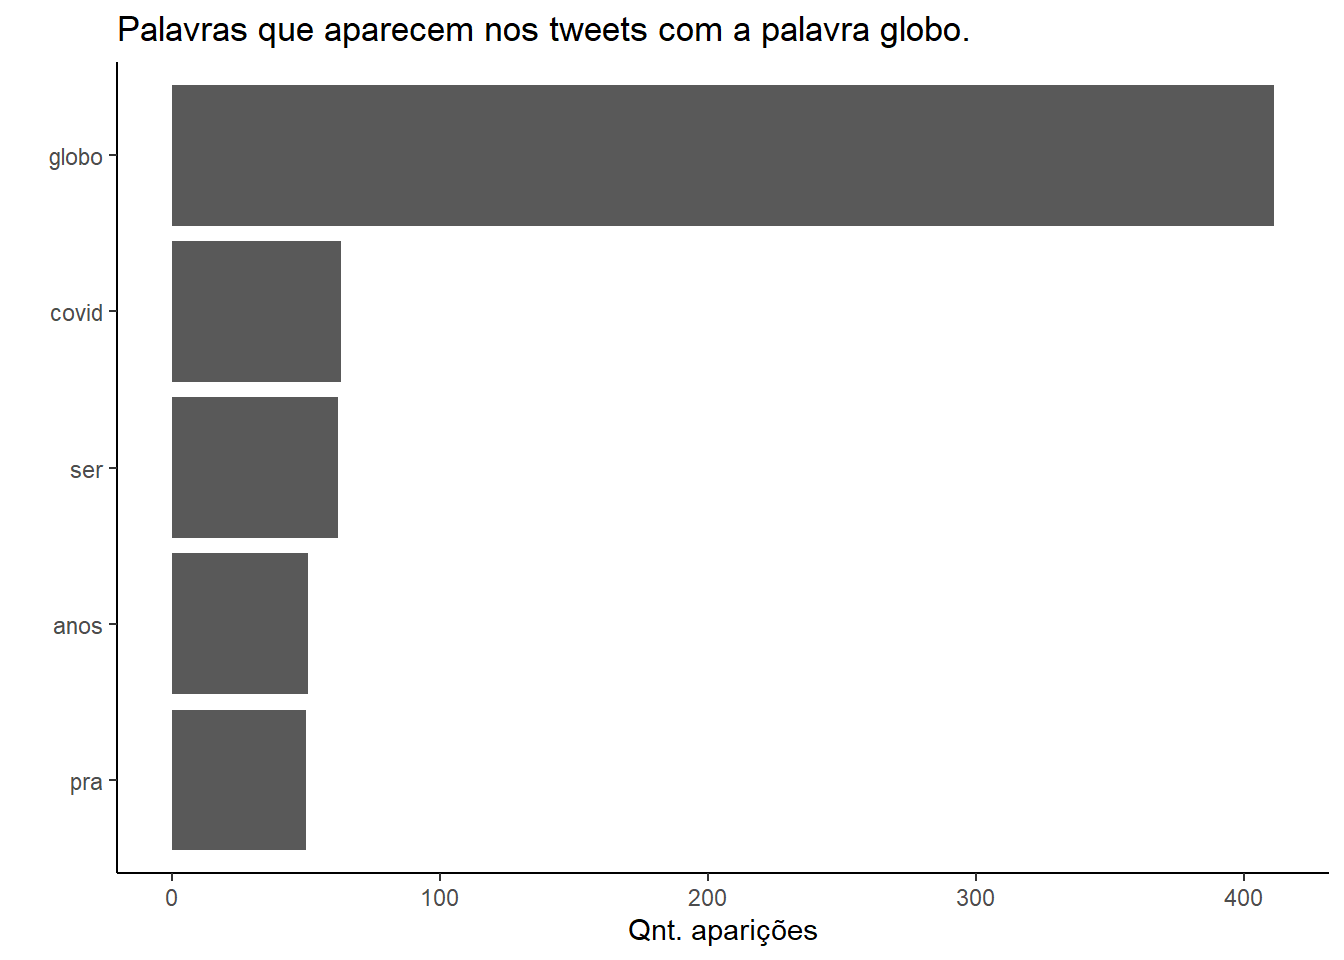 Palavras que aparecem nos tweets com a palavra globo.
globo
covid
ser
anos
pra
0 100 200 300 400
Qnt. aparições